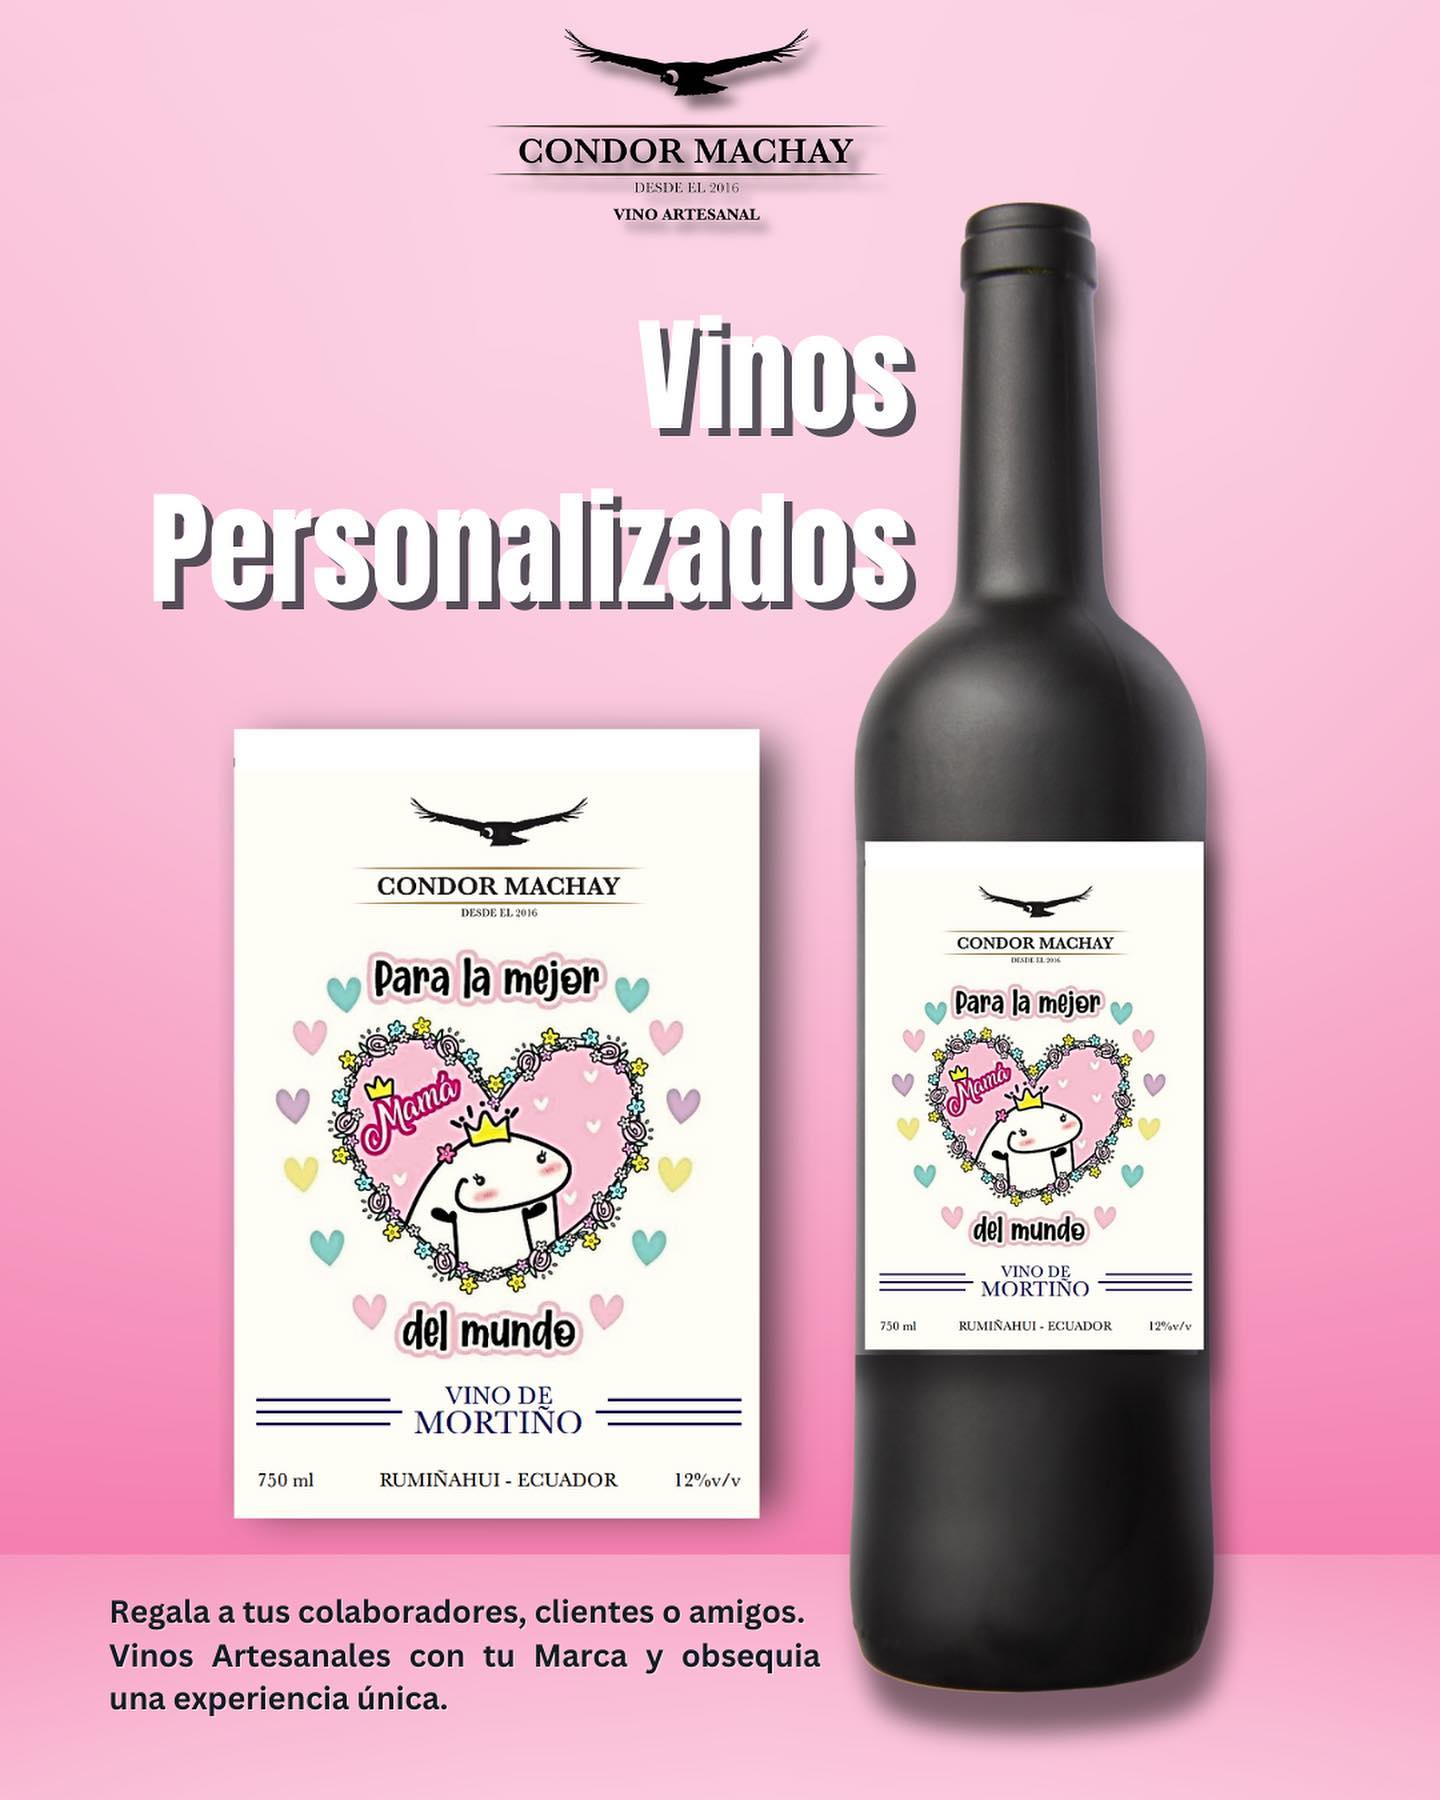 CONDOR MACHAY
DESDE EL 2016
VINO ARTESANAL
Vinos
Personalizados
CONDOR MACHAY
DESDE EL 2016
Para la mejor
Mamá
del mundo
VINO DE
MORTIÑO
750 ml RUMIÑAHUI - ECUADOR 12%v/v
CONDOR MACHAY
DESDE EL 2016
Para la mejor
Mamá
del mundo
VINO DE
MORTIÑO
750 ml RUMIÑAHUI - ECUADOR 12%v/v
Regala a tus colaboradores, clientes o amigos.
Vinos Artesanales con tu Marca y obsequia
una experiencia única.